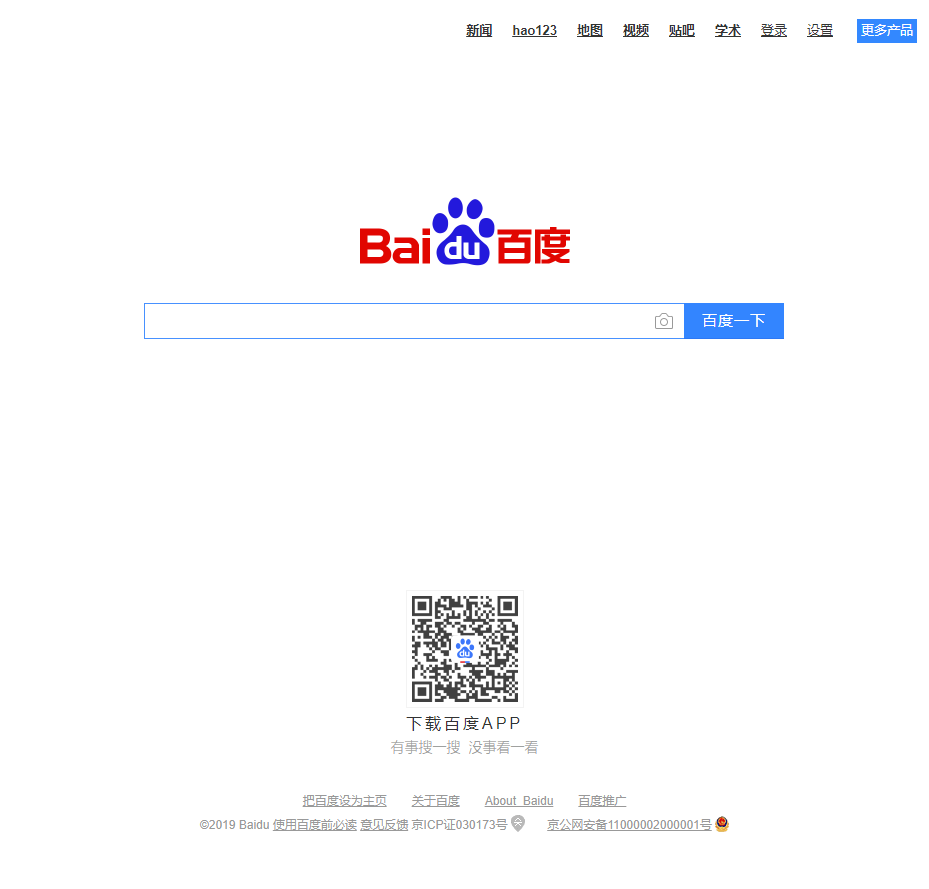 新闻 hao123 地图 视频 贴吧 学术 登录 设置 更多产品
Bai du 百度
百度一下
du
下载百度APP
有事搜一搜 没事看一看
把百度设为主页 关于百度 About Baidu 百度推广
©2019 Baidu 使用百度前必读 意见反馈 京ICP证030173号 京公网安备11000002000001号